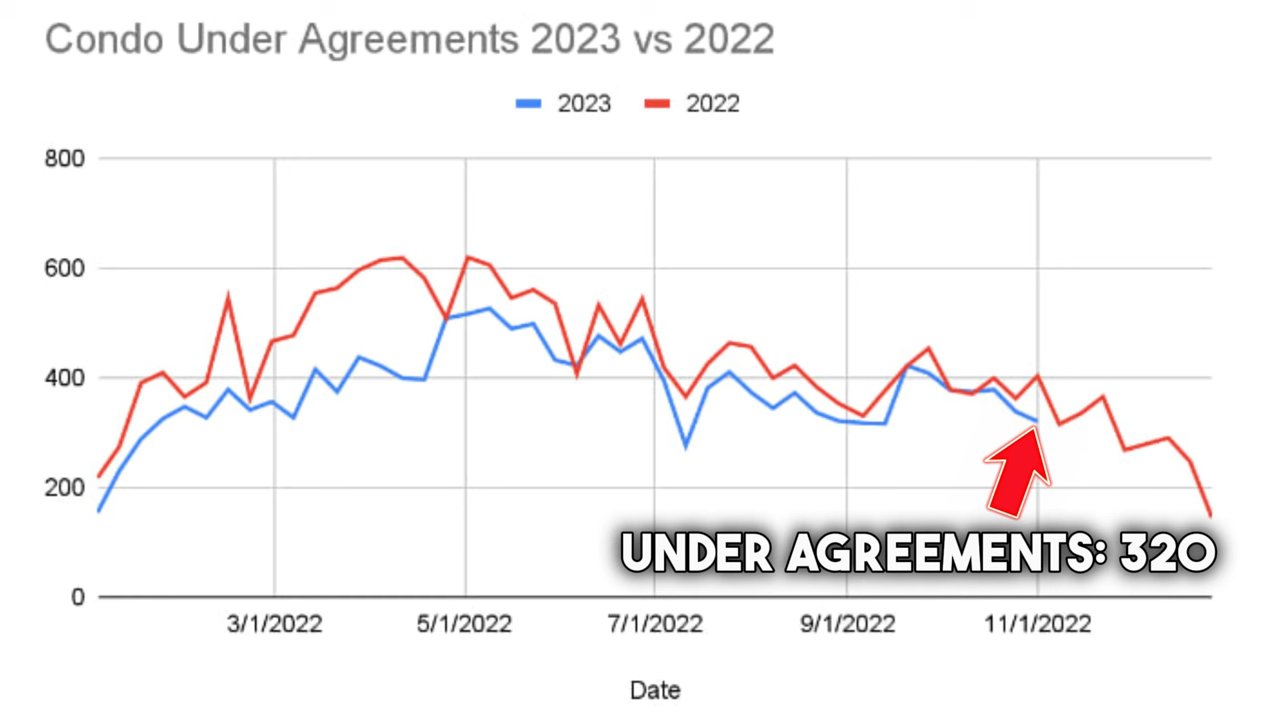 Condo Under Agreements 2023 vs 2022
2023 2022
800
600
400
200
0
UNDER AGREEMENTS: 320
3/1/2022 5/1/2022 7/1/2022 9/1/2022 11/1/2022
Date